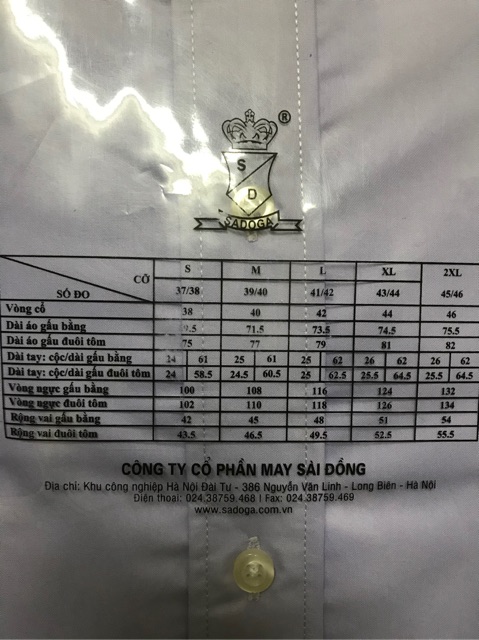 ®
S
D
SADOGA
CỠ S M L XL 2XL
SỐ ĐO 37/38 39/40 41/42 43/44 45/46
Vòng cổ 38 40 42 44 46
Dài áo gấu bằng 9.5 71.5 73.5 74.5 75.5
Dài áo gấu đuôi tôm 75 77 79 81 82
Dài tay: cộc/dài gấu bằng 24 61 25 61 25 62 26 62 26 62
Dài tay: cộc/dài gấu đuôi tôm 24 58.5 24.5 60.5 25 62.5 25.5 64.5 25.5 64.5
Vòng ngực gấu bằng 100 108 116 124 132
Vòng ngực đuôi tôm 102 110 118 126 134
Rộng vai gấu bằng 42 45 48 51 54
Rộng vai đuôi tôm 43.5 46.5 49.5 52.5 55.5
CÔNG TY CỔ PHẦN MAY SÀI ĐỒNG
Địa chỉ: Khu công nghiệp Hà Nội Đài Tư - 386 Nguyễn Văn Linh - Long Biên - Hà Nội
Điện thoại: 024.38759.468 I Fax: 024.38759.469
www.sadoga.com.vn